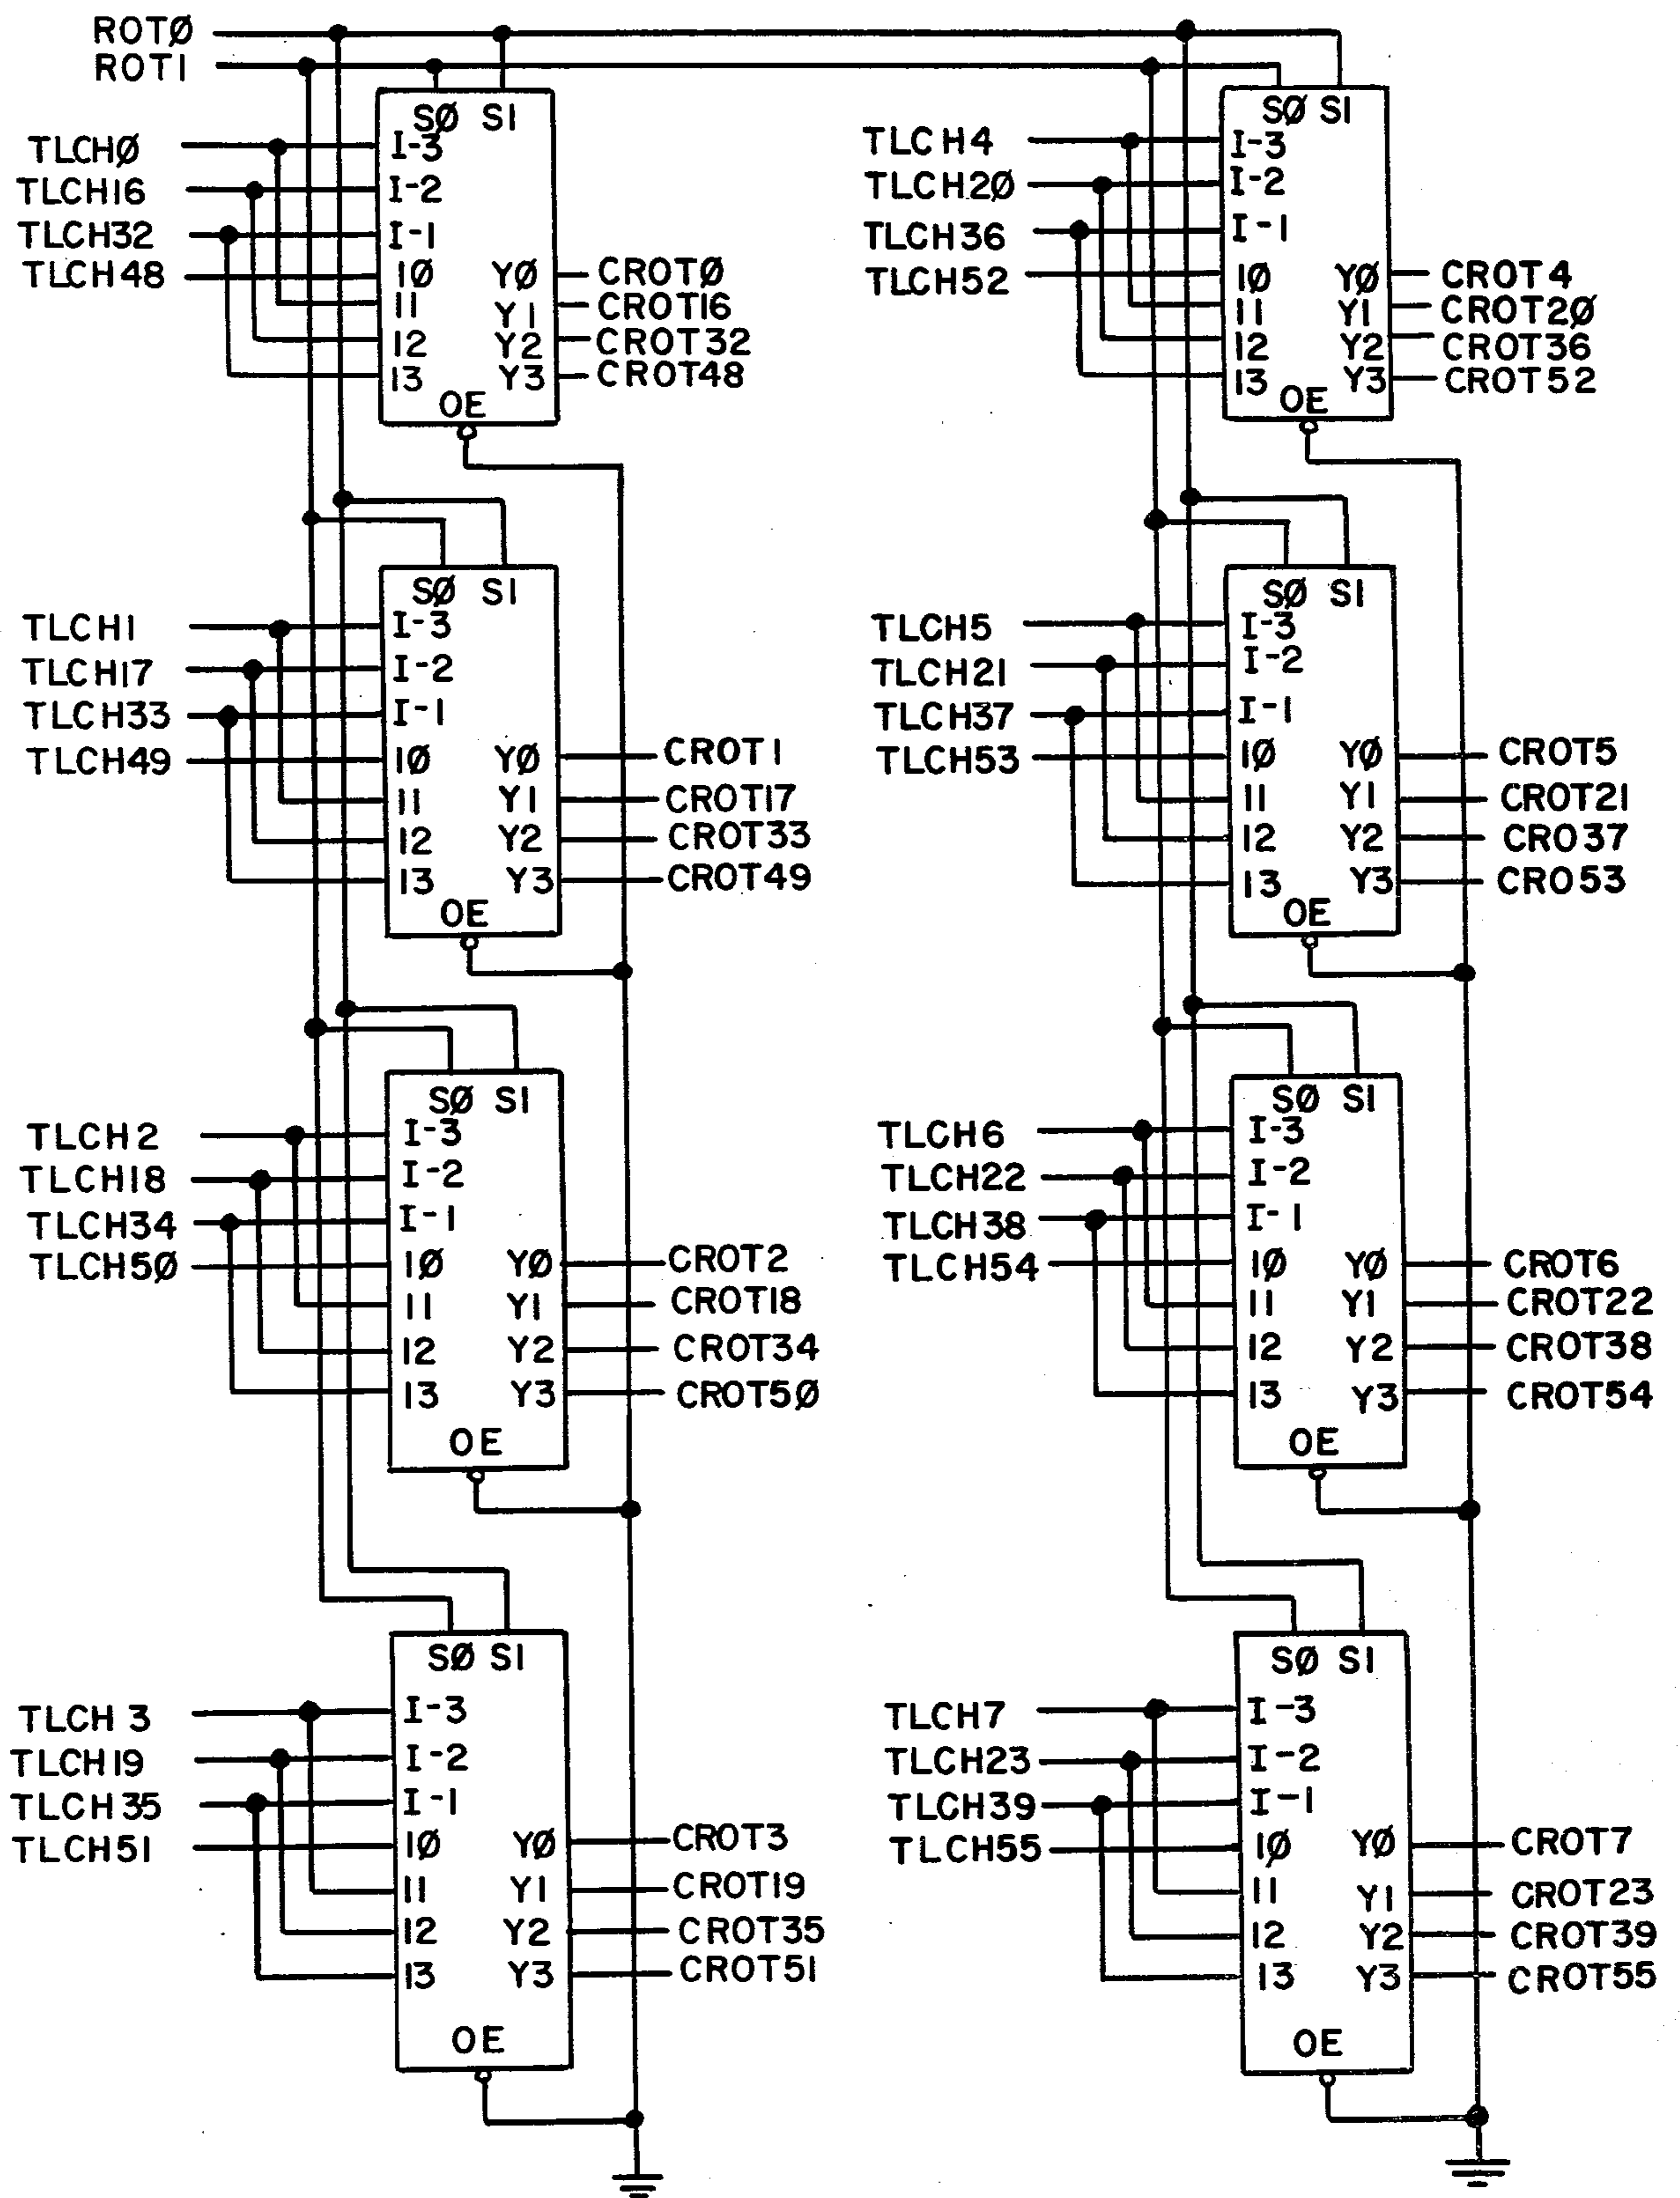 ROTØ
ROT1
SØ S1
TLCHØ I-3
TLCH16 I-2
TLCH32 I-1
TLCH48 IØ YØ CROTØ
I1 Y1 CROT16
I2 Y2 CROT32
I3 Y3 CROT48
OE
SØ S1
TLCH4 I-3
TLCH2Ø I-2
TLCH36 I-1
TLCH52 IØ YØ CROT4
I1 Y1 CROT2Ø
I2 Y2 CROT36
I3 Y3 CROT52
OE
SØ S1
TLCH1 I-3
TLCH17 I-2
TLCH33 I-1
TLCH49 IØ YØ CROT1
I1 Y1 CROT17
I2 Y2 CROT33
I3 Y3 CROT49
OE
SØ S1
TLCH5 I-3
TLCH21 I-2
TLCH37 I-1
TLCH53 IØ YØ CROT5
I1 Y1 CROT21
I2 Y2 CRO37
I3 Y3 CRO53
OE
SØ S1
TLCH2 I-3
TLCH18 I-2
TLCH34 I-1
TLCH5Ø IØ YØ CROT2
I1 Y1 CROT18
I2 Y2 CROT34
I3 Y3 CROT5Ø
OE
SØ S1
TLCH6 I-3
TLCH22 I-2
TLCH38 I-1
TLCH54 IØ YØ CROT6
I1 Y1 CROT22
I2 Y2 CROT38
I3 Y3 CROT54
OE
SØ S1
TLCH3 I-3
TLCH19 I-2
TLCH35 I-1
TLCH51 IØ YØ CROT3
I1 Y1 CROT19
I2 Y2 CROT35
I3 Y3 CROT51
OE
SØ S1
TLCH7 I-3
TLCH23 I-2
TLCH39 I-1
TLCH55 IØ YØ CROT7
I1 Y1 CROT23
I2 Y2 CROT39
I3 Y3 CROT55
OE